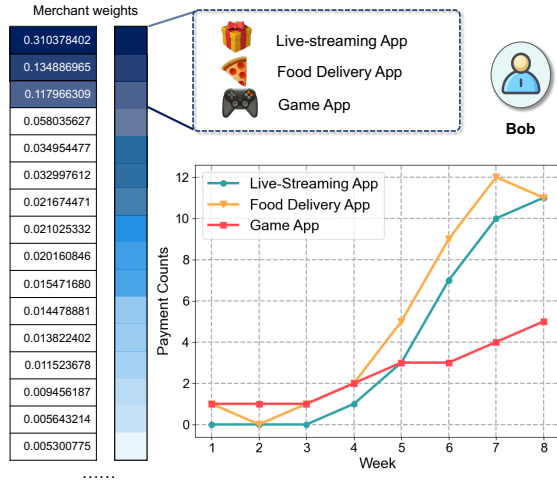 Merchant weights
0.310378402
0.134886965
0.117966309
0.058035627
0.034954477
0.032997612
0.021674471
0.021025332
0.020160846
0.015471680
0.014478881
0.013822402
0.011523678
0.009456187
0.005643214
0.005300775
......
Live-streaming App
Food Delivery App
Game App
Bob
Live-Streaming App
Food Delivery App
Game App
Payment Counts
12
10
8
6
4
2
0
1 2 3 4 5 6 7 8
Week